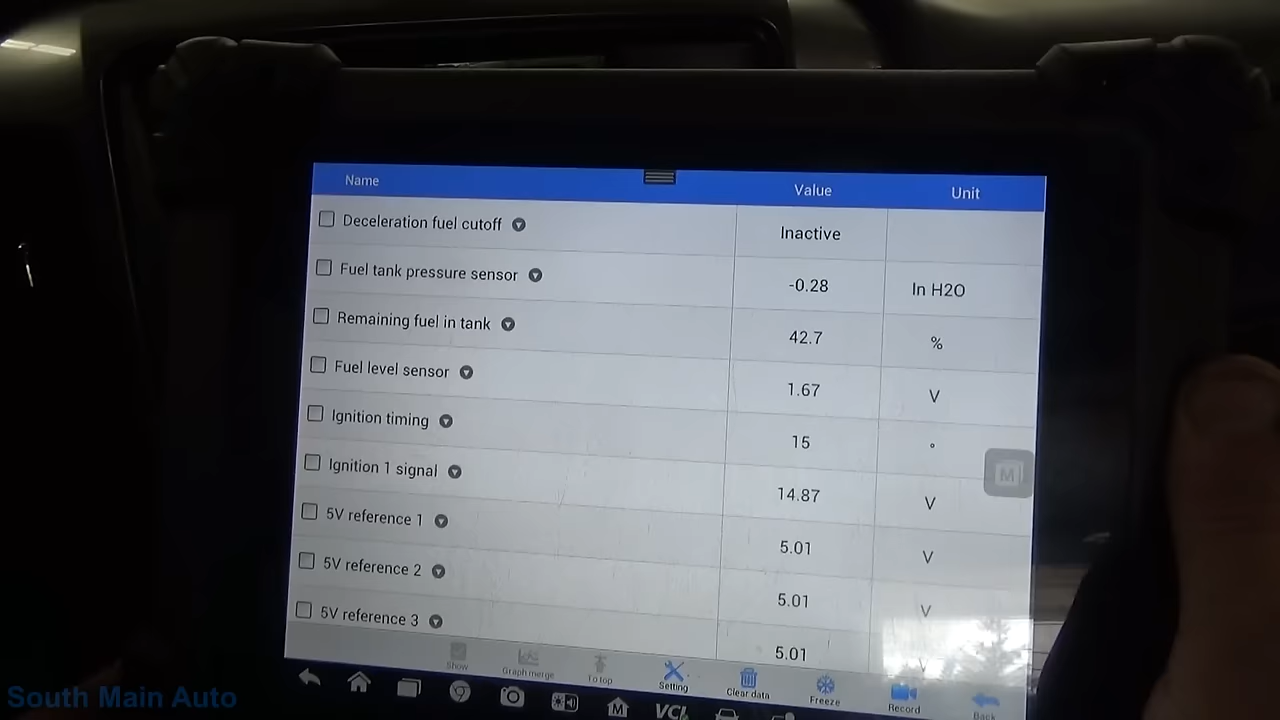 Name Value Unit
Deceleration fuel cutoff Inactive
Fuel tank pressure sensor -0.28 In H2O
Remaining fuel in tank 42.7 %
Fuel level sensor 1.67 V
Ignition timing 15 °
Ignition 1 signal 14.87 V
M
5V reference 1 5.01 V
5V reference 2 5.01 V
5V reference 3 5.01 V
Show Graph merge To top Setting Clear data Freeze Record Back
M VCI
South Main Auto